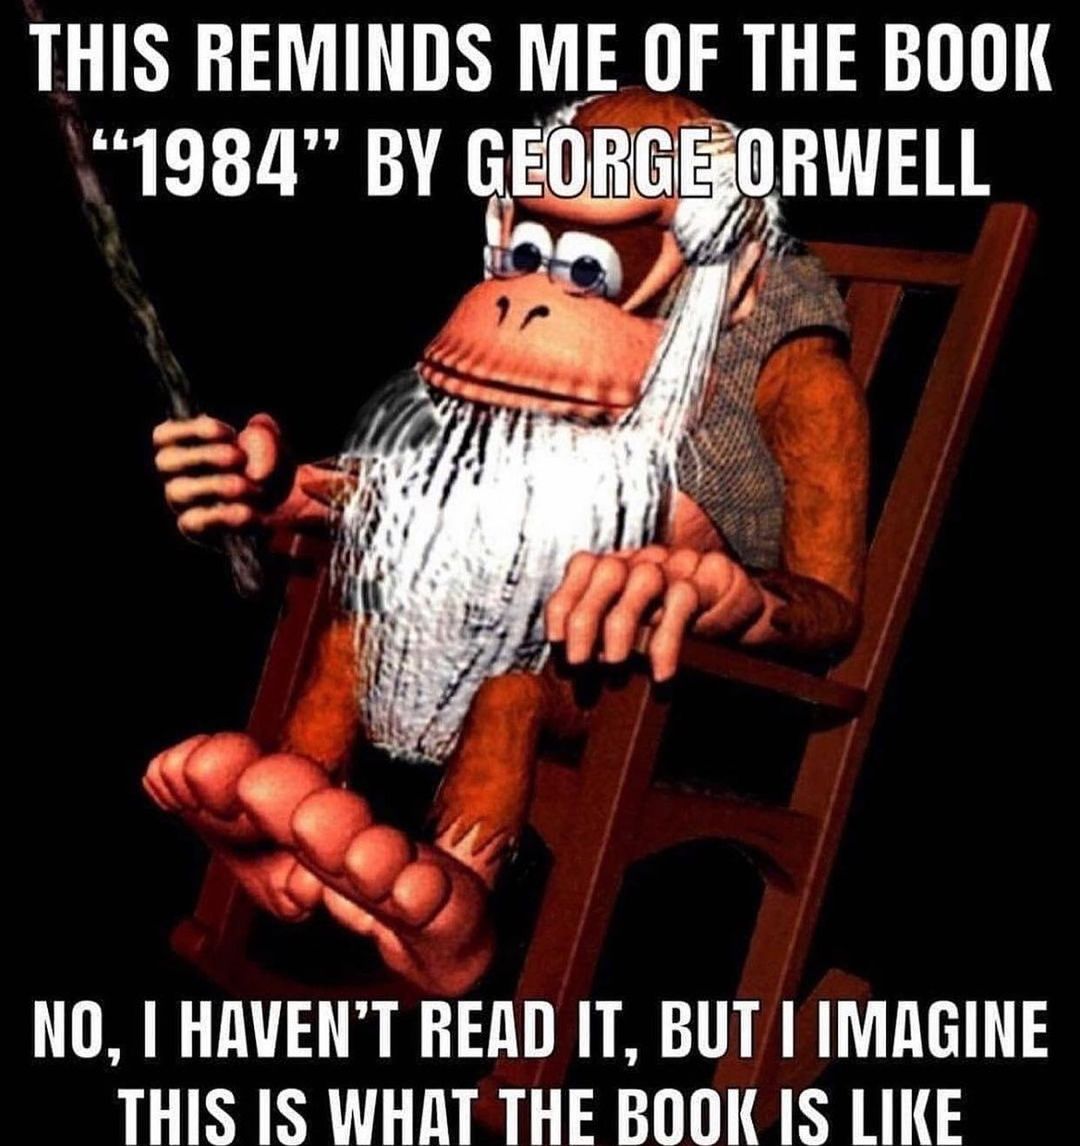 THIS REMINDS ME OF THE BOOK
“1984” BY GEORGE ORWELL
NO, I HAVEN’T READ IT, BUT I IMAGINE
THIS IS WHAT THE BOOK IS LIKE